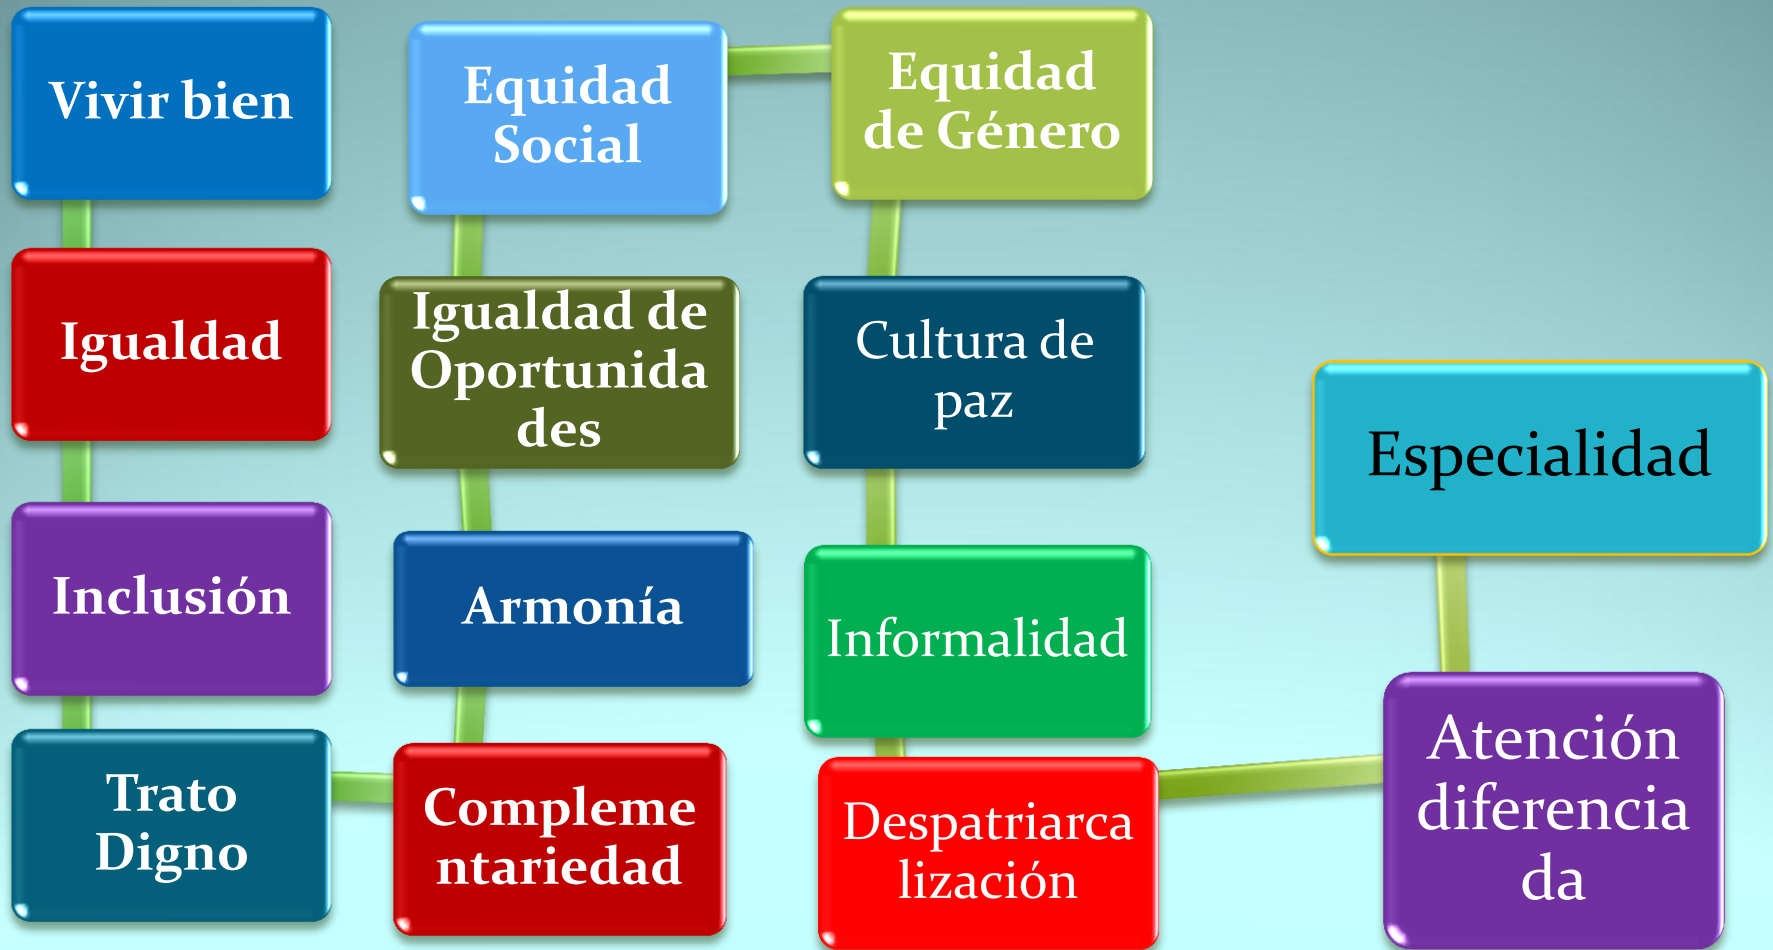 Vivir bien
Igualdad
Inclusión
Trato
Digno
Compleme
ntariedad
Armonía
Igualdad de
Oportunida
des
Equidad
Social
Equidad
de Género
Cultura de
paz
Informalidad
Despatriarca
lización
Atención
diferencia
da
Especialidad